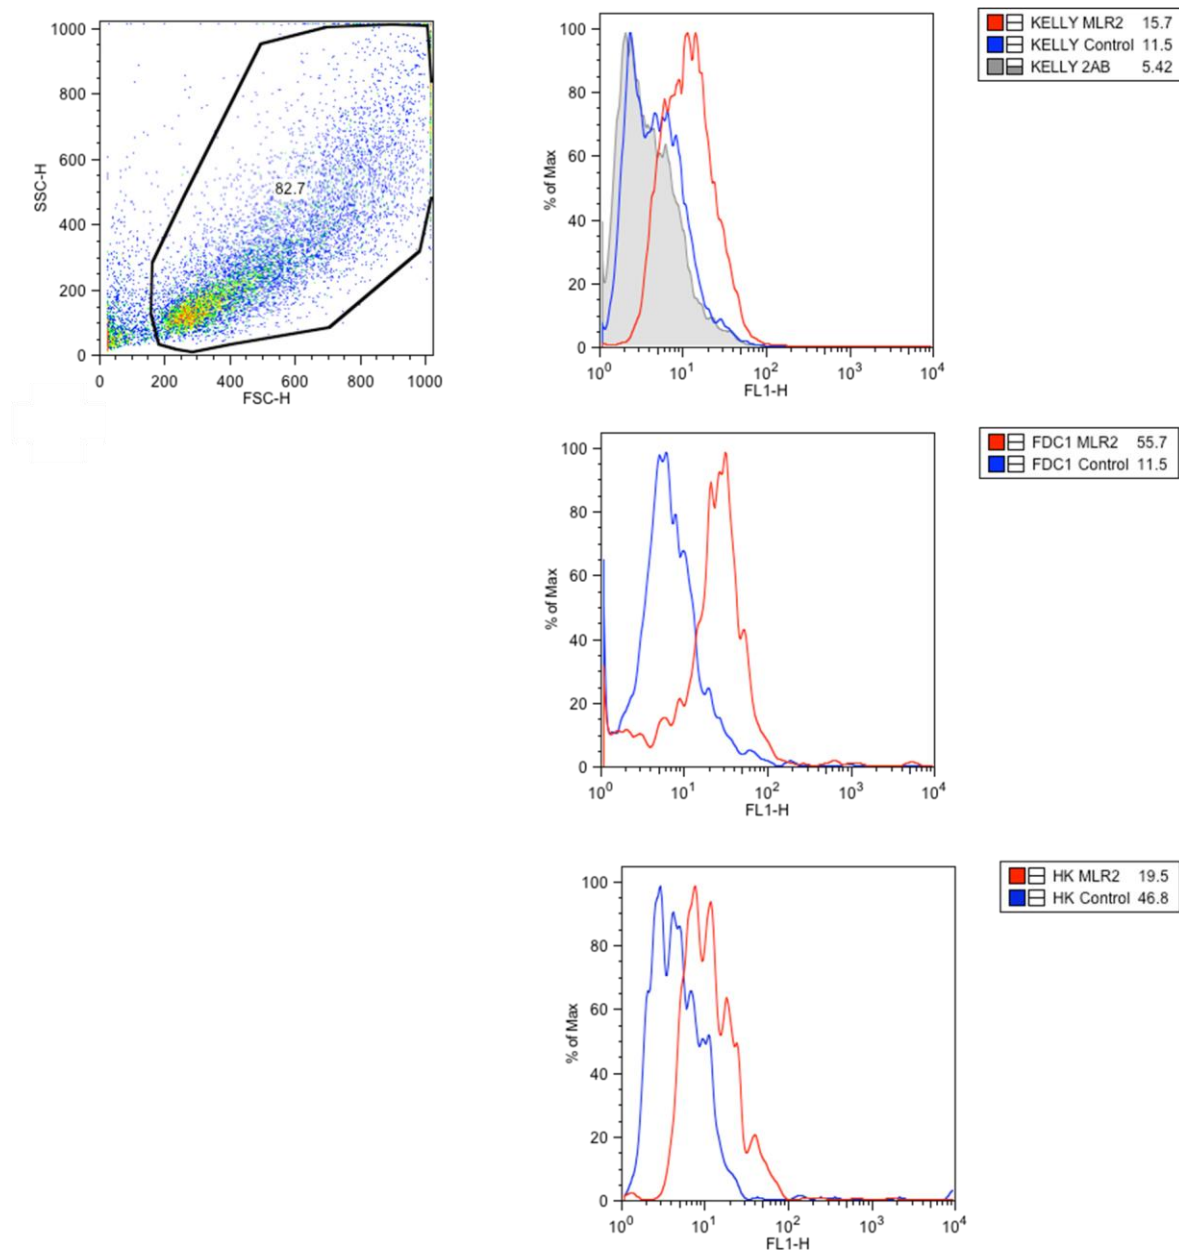 1000
800
600
400
200
0
SSC-H
82.7
0 200 400 600 800 1000
FSC-H
100
80
60
40
20
0
% of Max
10^0 10^1 10^2 10^3 10^4
FL1-H
KELLY MLR2 15.7
KELLY Control 11.5
KELLY 2AB 5.42
100
80
60
40
20
0
% of Max
10^0 10^1 10^2 10^3 10^4
FL1-H
FDC1 MLR2 55.7
FDC1 Control 11.5
100
80
60
40
20
0
% of Max
10^0 10^1 10^2 10^3 10^4
FL1-H
HK MLR2 19.5
HK Control 46.8